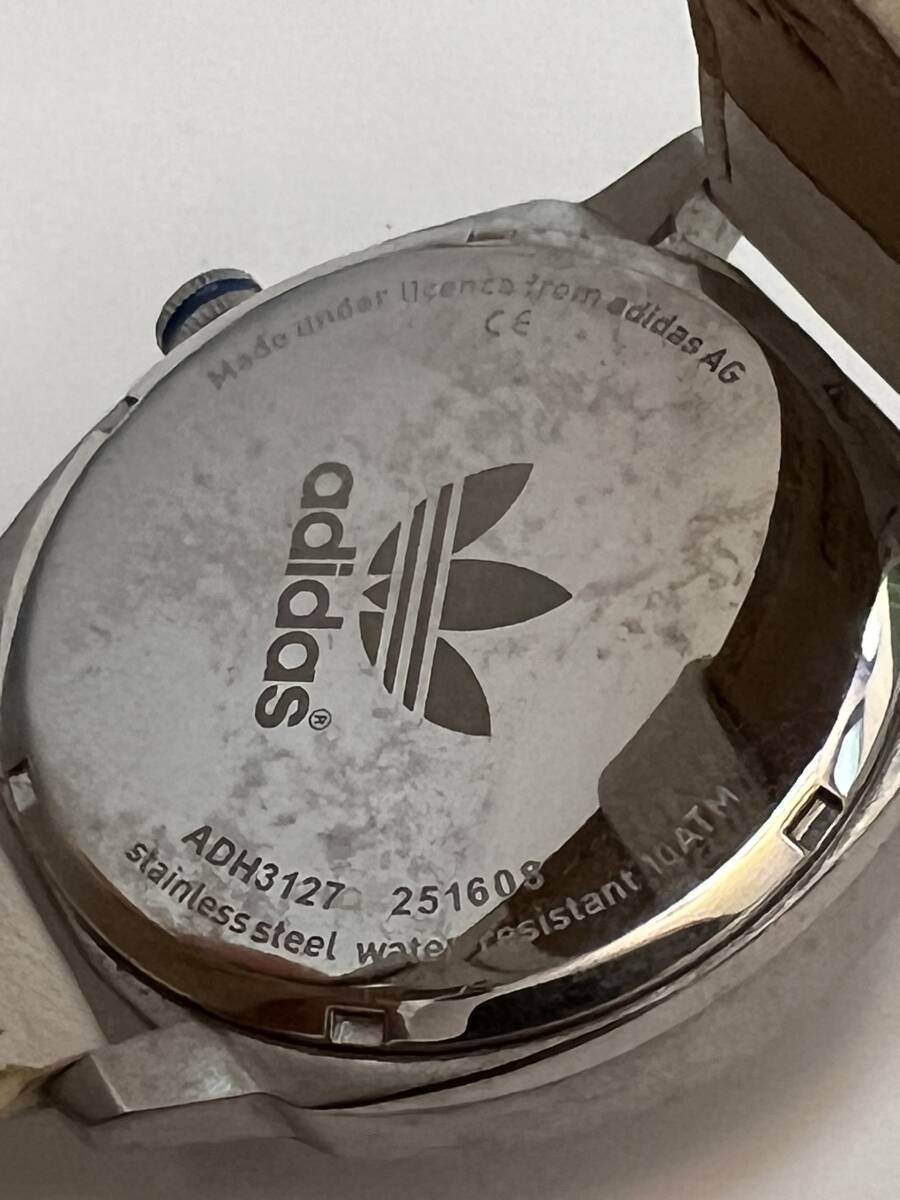 Made under licence from adidas AG
CE
adidas®
ADH3127 251608
stainless steel water resistant 10ATM